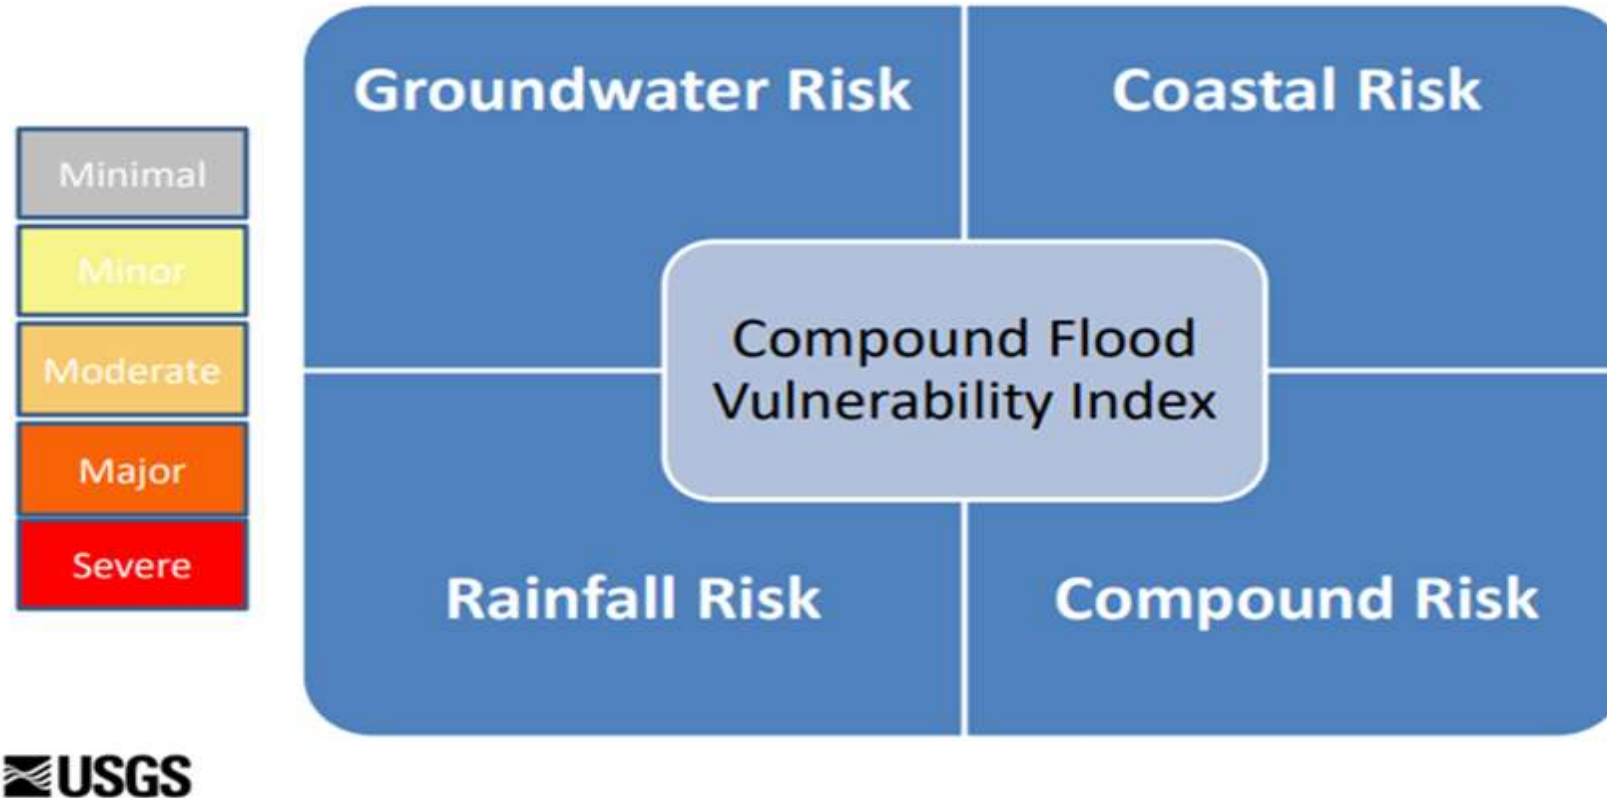 Minimal
Minor
Moderate
Major
Severe
Groundwater Risk
Coastal Risk
Compound Flood
Vulnerability Index
Rainfall Risk
Compound Risk
USGS